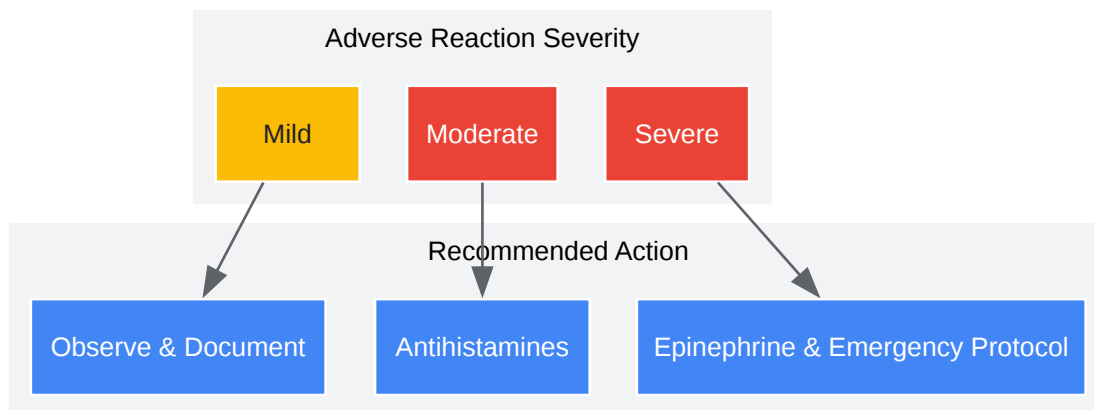 Adverse Reaction Severity
Mild
Moderate
Severe
Recommended Action
Observe & Document
Antihistamines
Epinephrine & Emergency Protocol